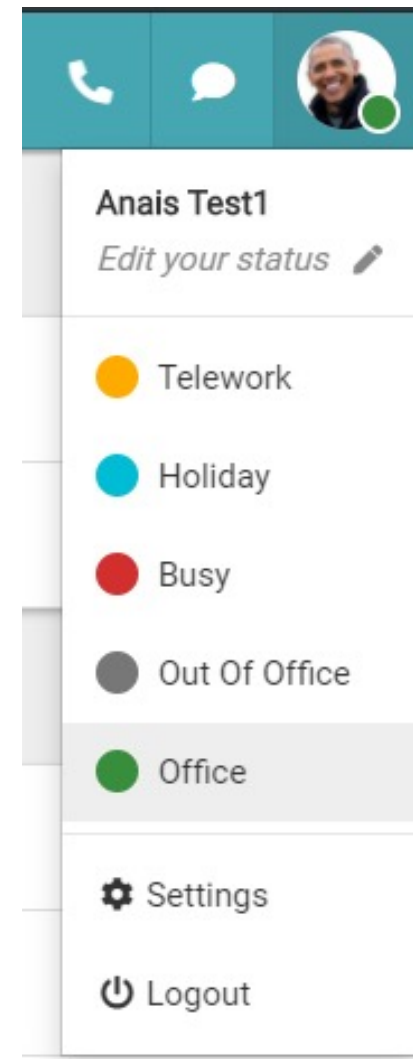 Anais Test1
Edit your status
Telework
Holiday
Busy
Out Of Office
Office
Settings
Logout